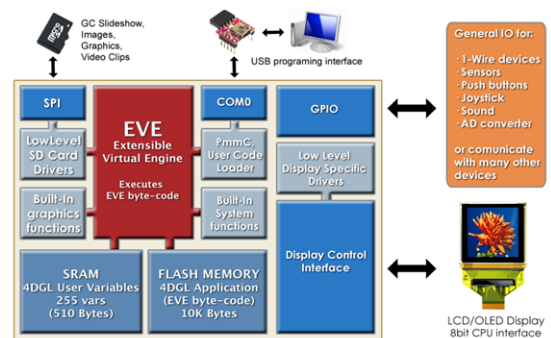 GC Slideshow,
Images,
Graphics,
Video Clips
USB programing interface
SPI
EVE
Extensible
Virtual Engine
Executes
EVE byte-code
COM0
GPIO
LowLevel
SD Card
Drivers
PmmC,
User Code
Loader
Low Level
Display Specific
Drivers
Built-In
graphics
functions
Built-In
System
functions
SRAM
4DGL User Variables
255 vars
(510 Bytes)
FLASH MEMORY
4DGL Application
(EVE byte-code)
10K Bytes
Display Control
Interface
General IO for:
·1-Wire devices
·Sensors
·Push buttons
·Joystick
·Sound
·AD converter
or comunicate
with many other
devices
LCD/OLED Display
8bit CPU interface